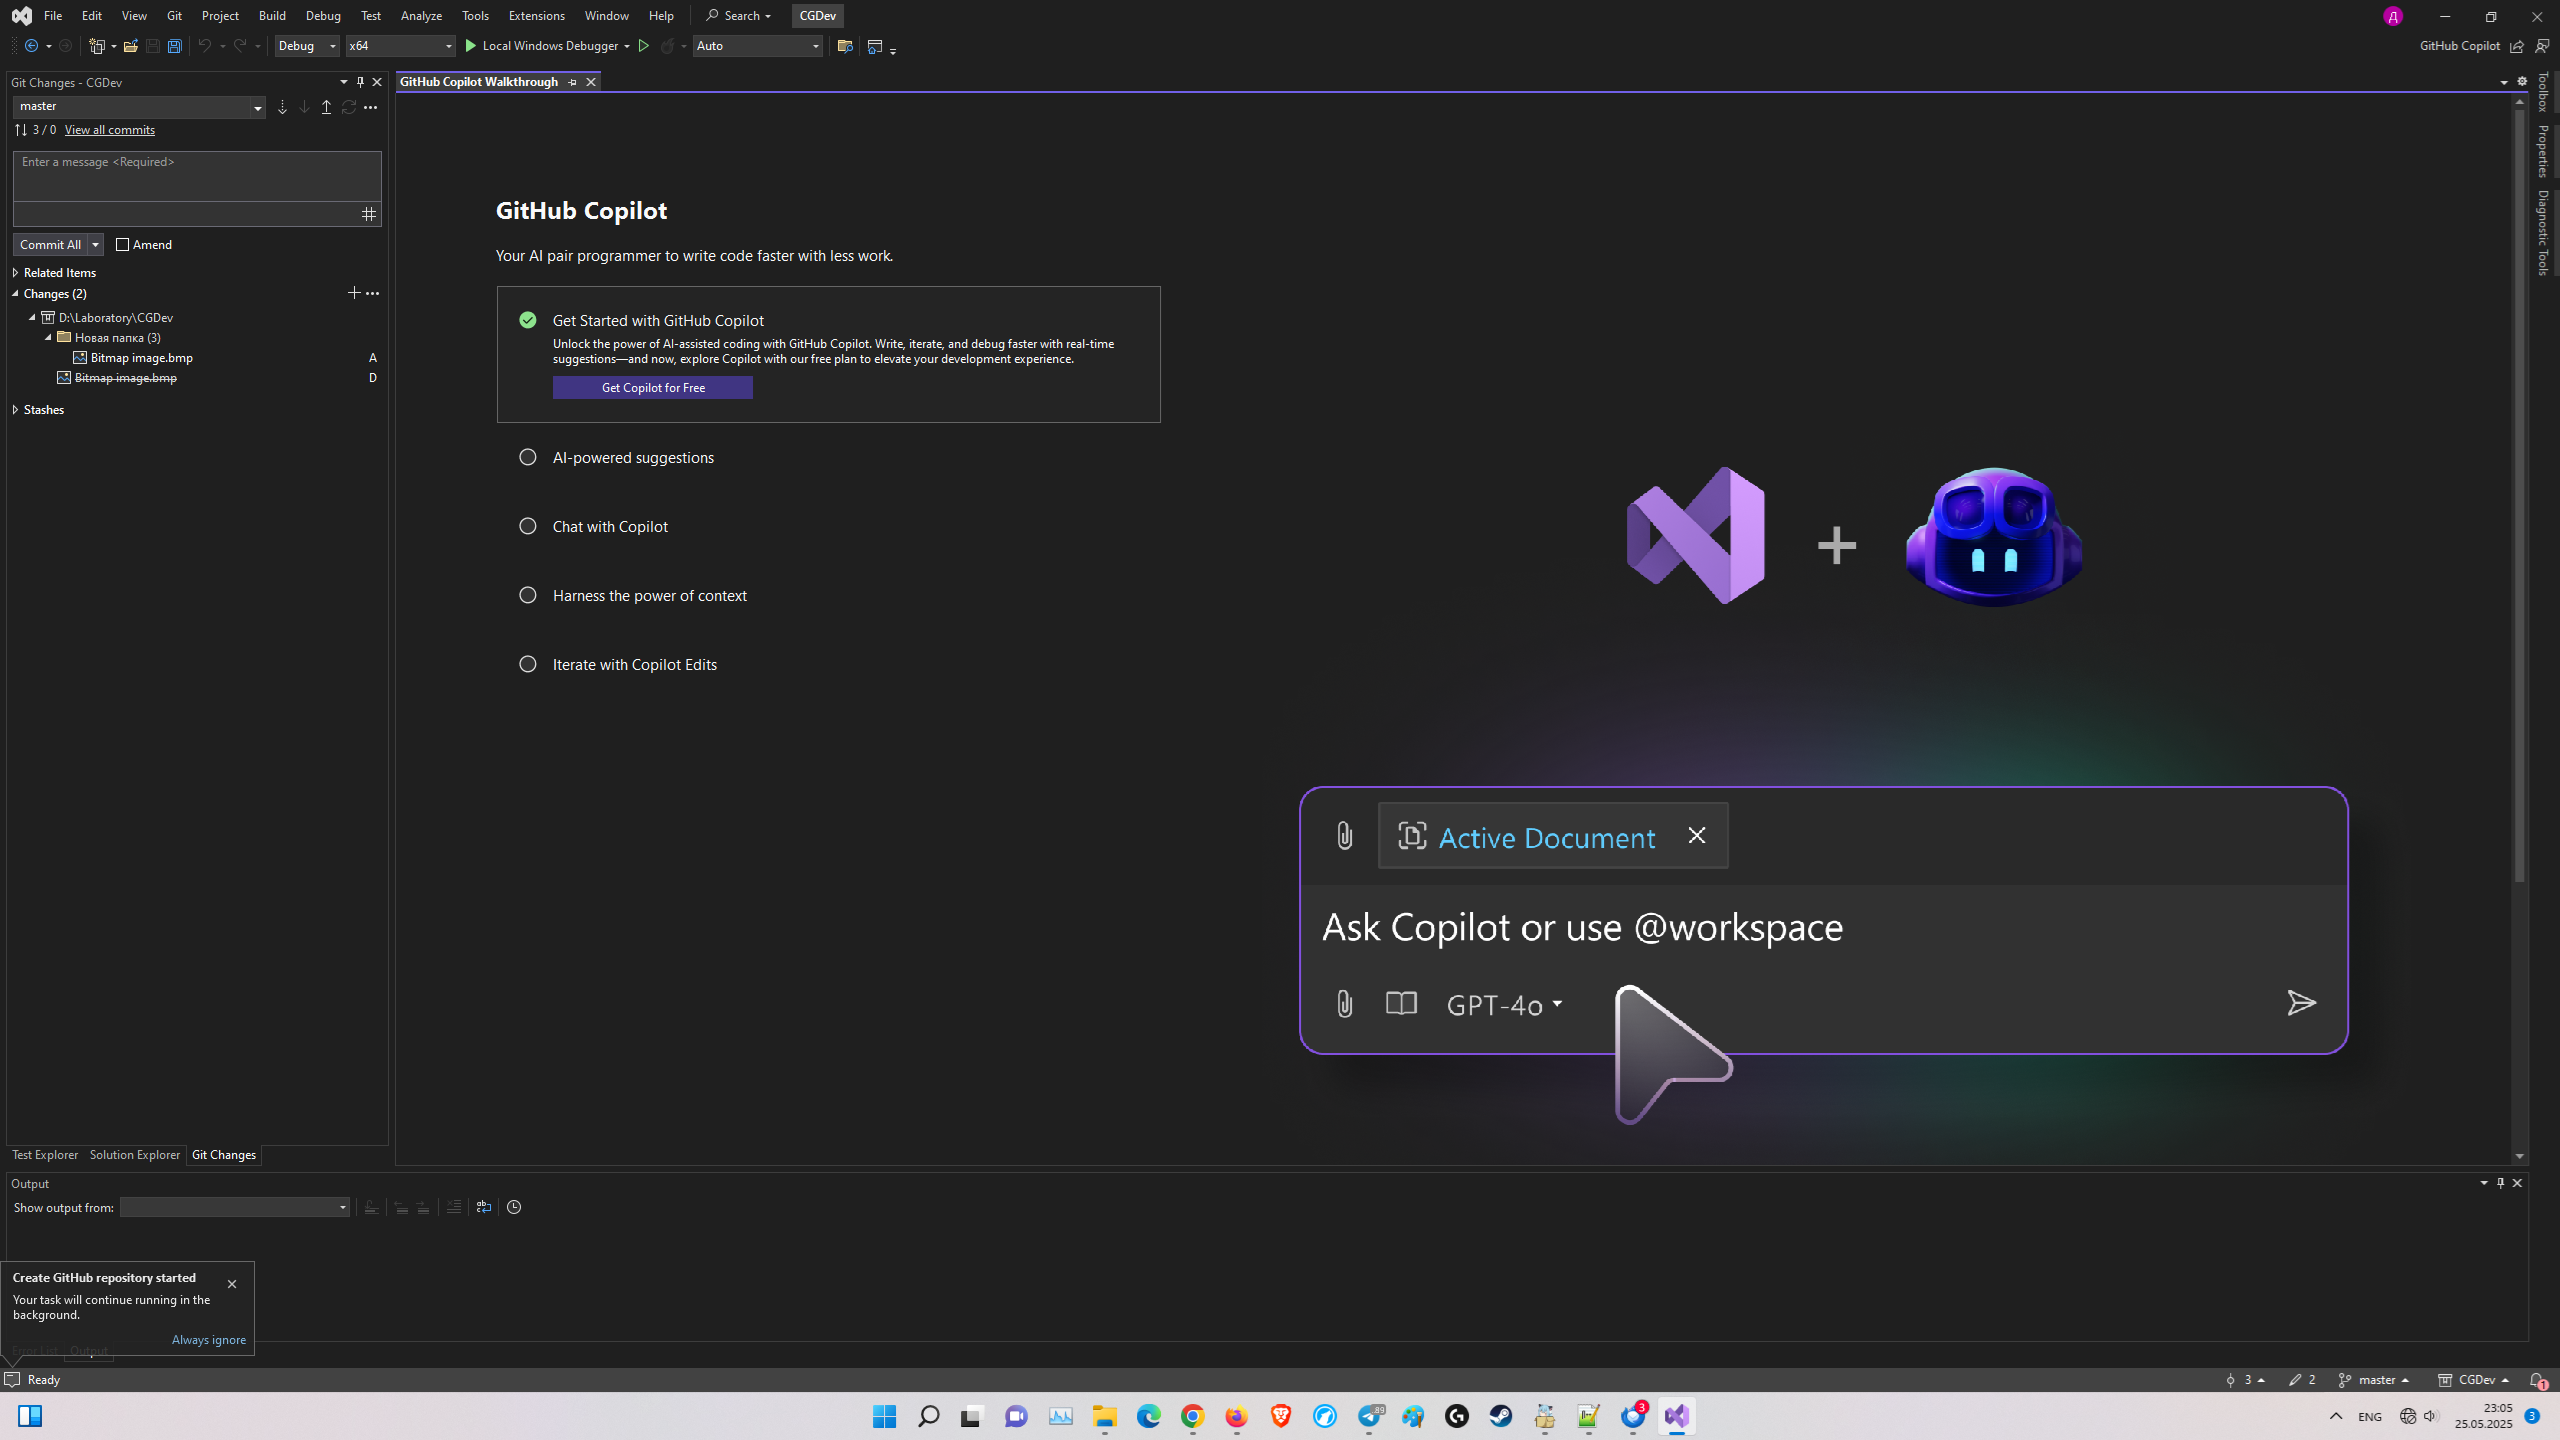 File Edit View Git Project Build Debug Test Analyze Tools Extensions Window Help Search CGDev
Debug x64 Local Windows Debugger Auto GitHub Copilot
Git Changes - CGDev
GitHub Copilot Walkthrough
master
3 / 0 View all commits
Enter a message <Required>
Commit All Amend
Related Items
Changes (2)
D:\Laboratory\CGDev
Новая папка (3)
Bitmap image.bmp A
Bitmap image.bmp D
Stashes
GitHub Copilot
Your AI pair programmer to write code faster with less work.
Get Started with GitHub Copilot
Unlock the power of AI-assisted coding with GitHub Copilot. Write, iterate, and debug faster with real-time
suggestions—and now, explore Copilot with our free plan to elevate your development experience.
Get Copilot for Free
AI-powered suggestions
Chat with Copilot
Harness the power of context
Iterate with Copilot Edits
Active Document
Ask Copilot or use @workspace
GPT-4o
Toolbox
Properties
Diagnostic Tools
Test Explorer Solution Explorer Git Changes
Output
Show output from:
Create GitHub repository started
Your task will continue running in the
background.
Always ignore
Error List Output
Ready 3 2 master CGDev 1
89 3 ENG 23:05 3
25.05.2025